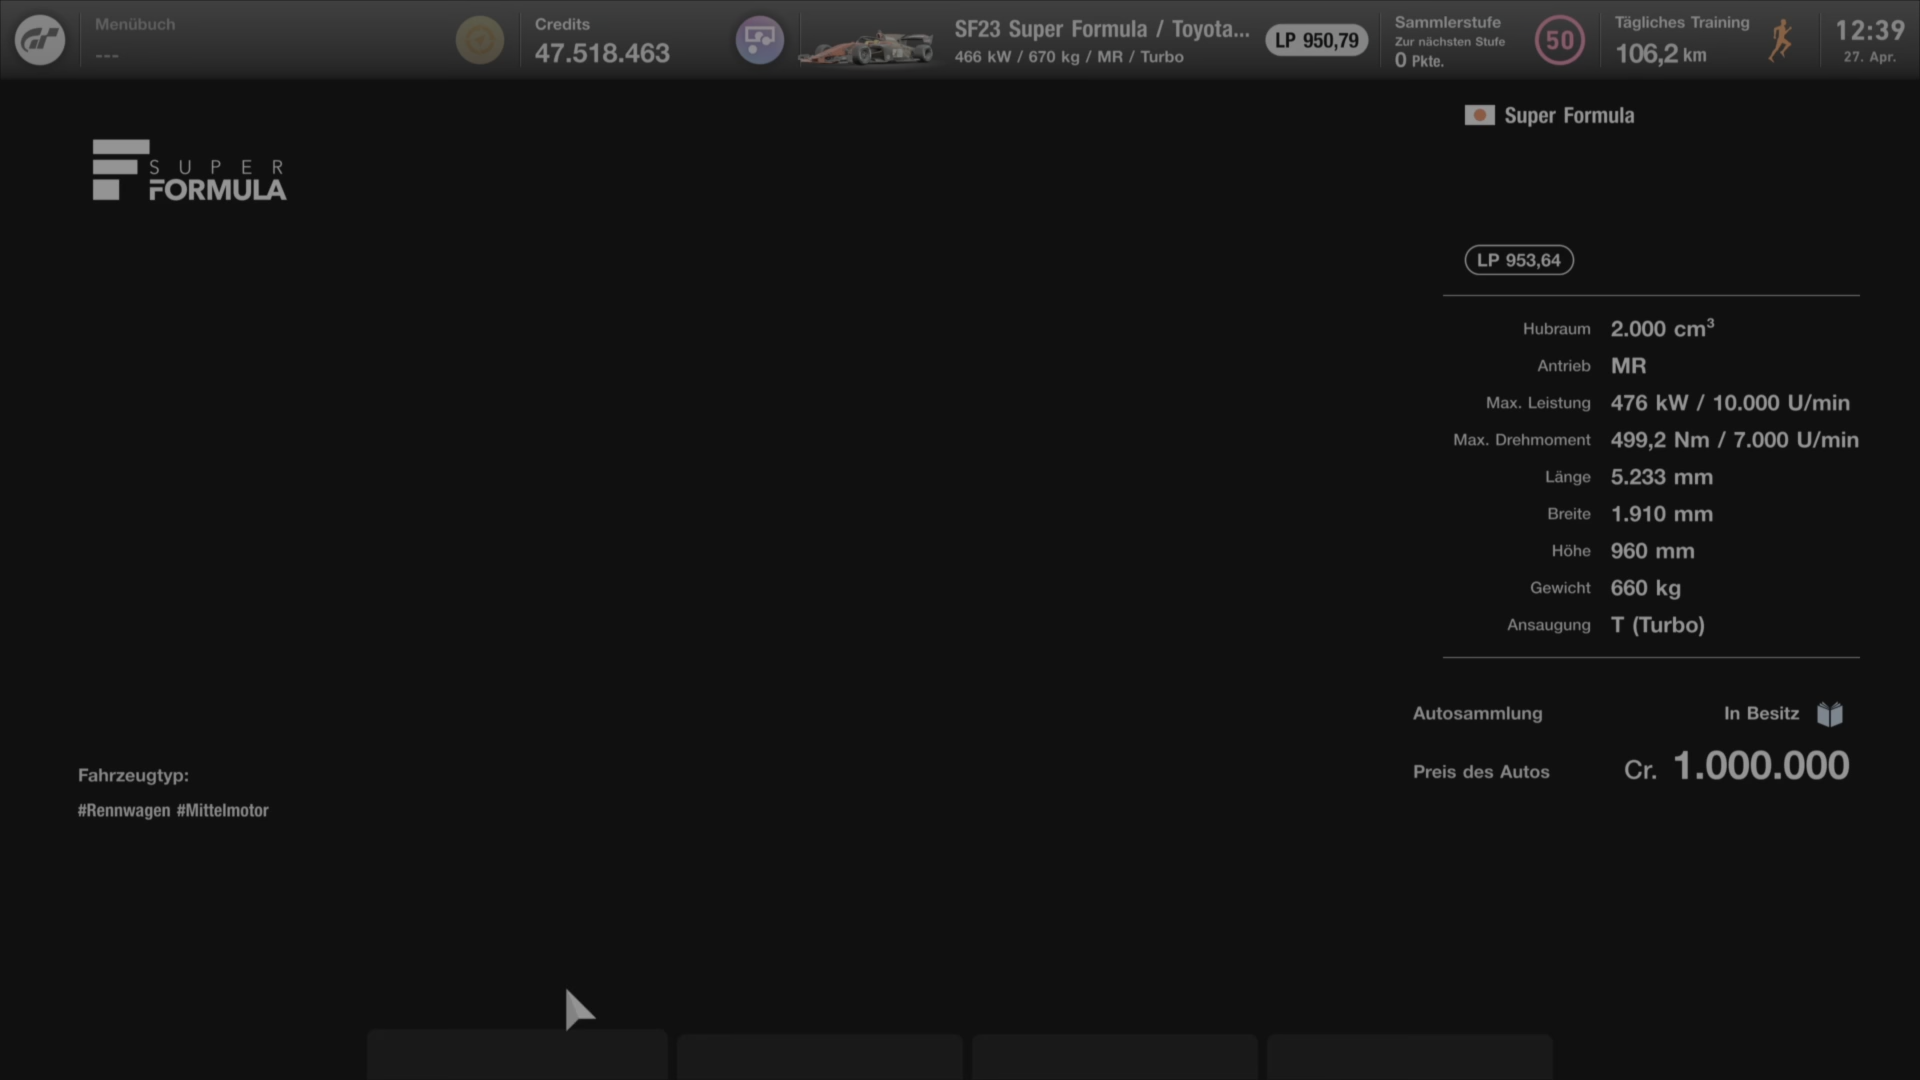 Menübuch
---
Credits
47.518.463
SF23 Super Formula / Toyota...
466 kW / 670 kg / MR / Turbo
LP 950,79
Sammlerstufe
Zur nächsten Stufe
0 Pkte.
50
Tägliches Training
106,2 km
12:39
27. Apr.
Super Formula
SUPER
FORMULA
LP 953,64
Hubraum 2.000 cm³
Antrieb MR
Max. Leistung 476 kW / 10.000 U/min
Max. Drehmoment 499,2 Nm / 7.000 U/min
Länge 5.233 mm
Breite 1.910 mm
Höhe 960 mm
Gewicht 660 kg
Ansaugung T (Turbo)
Autosammlung In Besitz
Preis des Autos Cr. 1.000.000
Fahrzeugtyp:
#Rennwagen #Mittelmotor